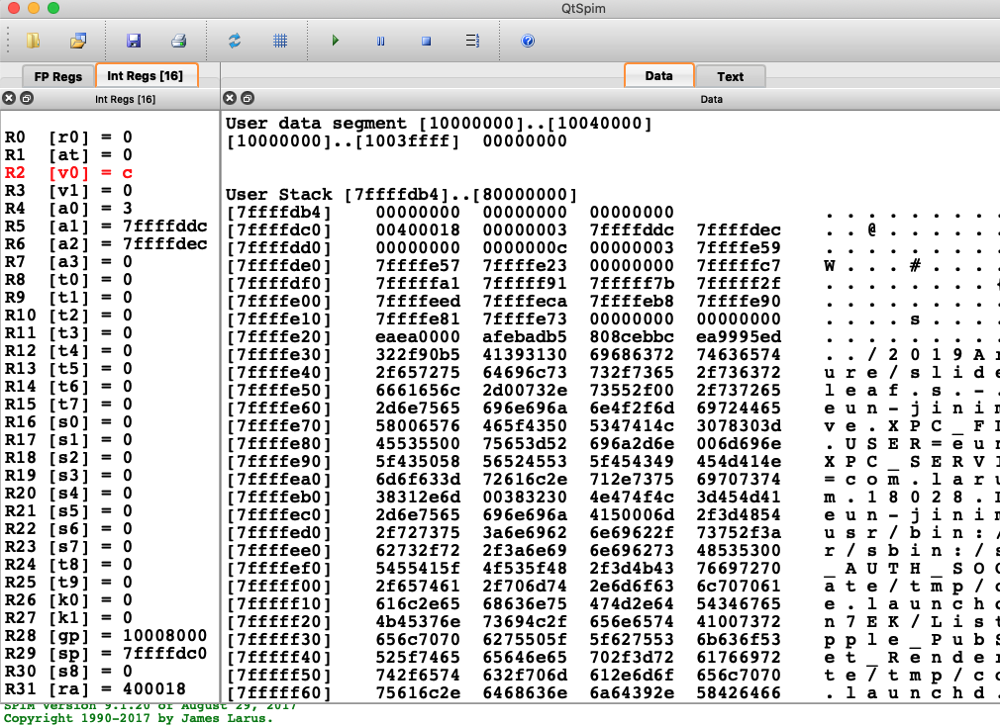 QtSpim
FP Regs
Int Regs [16]
Data
Text
Int Regs [16]
Data
R0 [r0] = 0
R1 [at] = 0
R2 [v0] = c
R3 [v1] = 0
R4 [a0] = 3
R5 [a1] = 7ffffddc
R6 [a2] = 7ffffdec
R7 [a3] = 0
R8 [t0] = 0
R9 [t1] = 0
R10 [t2] = 0
R11 [t3] = 0
R12 [t4] = 0
R13 [t5] = 0
R14 [t6] = 0
R15 [t7] = 0
R16 [s0] = 0
R17 [s1] = 0
R18 [s2] = 0
R19 [s3] = 0
R20 [s4] = 0
R21 [s5] = 0
R22 [s6] = 0
R23 [s7] = 0
R24 [t8] = 0
R25 [t9] = 0
R26 [k0] = 0
R27 [k1] = 0
R28 [gp] = 10008000
R29 [sp] = 7ffffdc0
R30 [s8] = 0
R31 [ra] = 400018
User data segment [10000000]..[10040000]
[10000000]..[1003ffff] 00000000
User Stack [7ffffdb4]..[80000000]
[7ffffdb4] 00000000 00000000 00000000 . . . . . . . . .
[7ffffdc0] 00400018 00000003 7ffffddc 7ffffdec . . @ . . . . . .
[7ffffdd0] 00000000 0000000c 00000003 7ffffe59 . . . . . . . . .
[7ffffde0] 7ffffe57 7ffffe23 00000000 7fffffc7 W . . . # . . . .
[7ffffdf0] 7fffffa1 7fffff91 7fffff7b 7fffff2f . . . . . . . . {
[7ffffe00] 7ffffeed 7ffffeca 7ffffeb8 7ffffe90 . . . . . . . . .
[7ffffe10] 7ffffe81 7ffffe73 00000000 00000000 . . . . s . . . .
[7ffffe20] eaea0000 afebadb5 808cebbc ea9995ed . . . . . . . . .
[7ffffe30] 322f90b5 41393130 69686372 74636574 . . / 2 0 1 9 A r
[7ffffe40] 2f657275 64696c73 732f7365 2f736372 u r e / s l i d e
[7ffffe50] 6661656c 2d00732e 73552f00 2f737265 l e a f . s . - .
[7ffffe60] 2d6e7565 696e696a 6e4f2f6d 69724465 e u n - j i n i m
[7ffffe70] 58006576 465f4350 5347414c 3078303d v e . X P C _ F L
[7ffffe80] 45535500 75653d52 696a2d6e 006d696e . U S E R = e u n
[7ffffe90] 5f435058 56524553 5f454349 454d414e X P C _ S E R V I
[7ffffea0] 6d6f633d 72616c2e 712e7375 69707374 = c o m . l a r u
[7ffffeb0] 38312e6d 00383230 4e474f4c 3d454d41 m . 1 8 0 2 8 . L
[7ffffec0] 2d6e7565 696e696a 4150006d 2f3d4854 e u n - j i n i m
[7ffffed0] 2f727375 3a6e6962 6e69622f 73752f3a u s r / b i n : /
[7ffffee0] 62732f72 2f3a6e69 6e696273 48535300 r / s b i n : / s
[7ffffef0] 5455415f 4f535f48 2f3d4b43 76697270 _ A U T H _ S O C
[7fffff00] 2f657461 2f706d74 2e6d6f63 6c707061 a t e / t m p / c
[7fffff10] 616c2e65 68636e75 474d2e64 54346765 e . l a u n c h d
[7fffff20] 4b45376e 73694c2f 656e6574 41007372 n 7 E K / L i s t
[7fffff30] 656c7070 6275505f 5f627553 6b636f53 p p l e _ P u b S
[7fffff40] 525f7465 65646e65 702f3d72 61766972 e t _ R e n d e r
[7fffff50] 742f6574 632f706d 612e6d6f 656c7070 t e / t m p / c o
[7fffff60] 75616c2e 6468636e 6a64392e 58426466 . l a u n c h d .
SPIM Version 9.1.20 of August 29, 2017
Copyright 1990-2017 by James Larus.